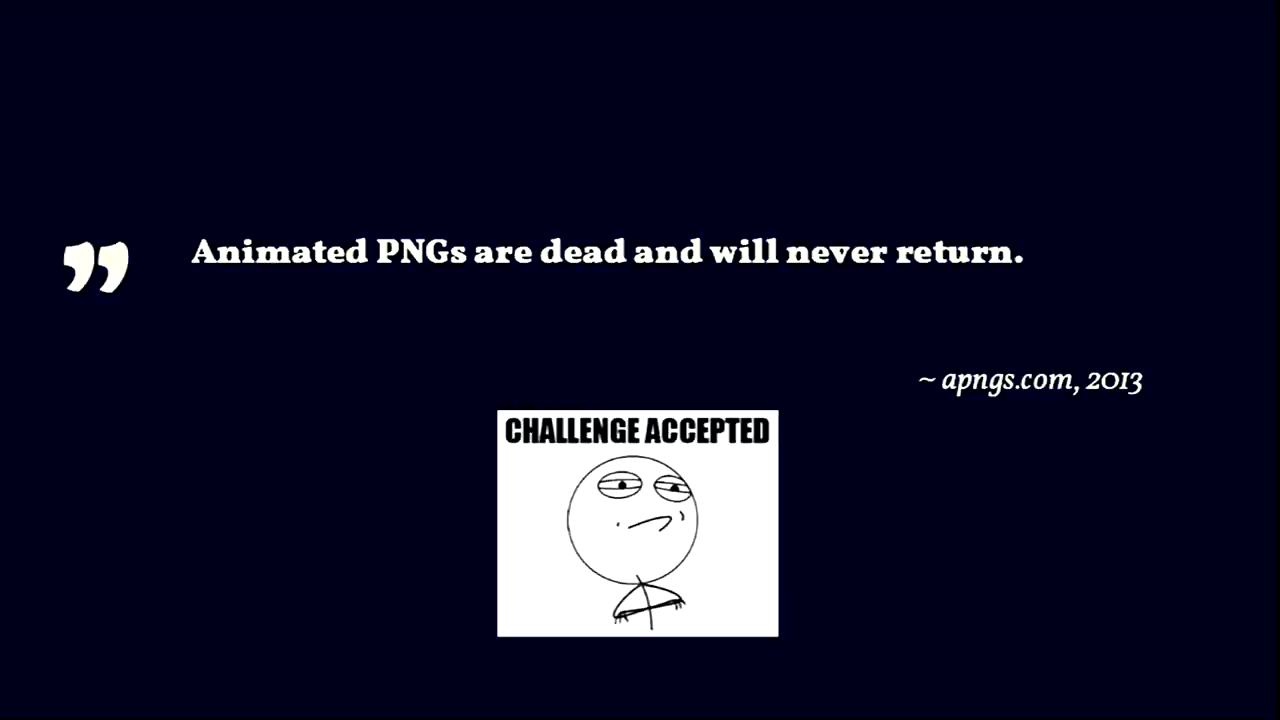 ” Animated PNGs are dead and will never return.
~ apngs.com, 2013
CHALLENGE ACCEPTED